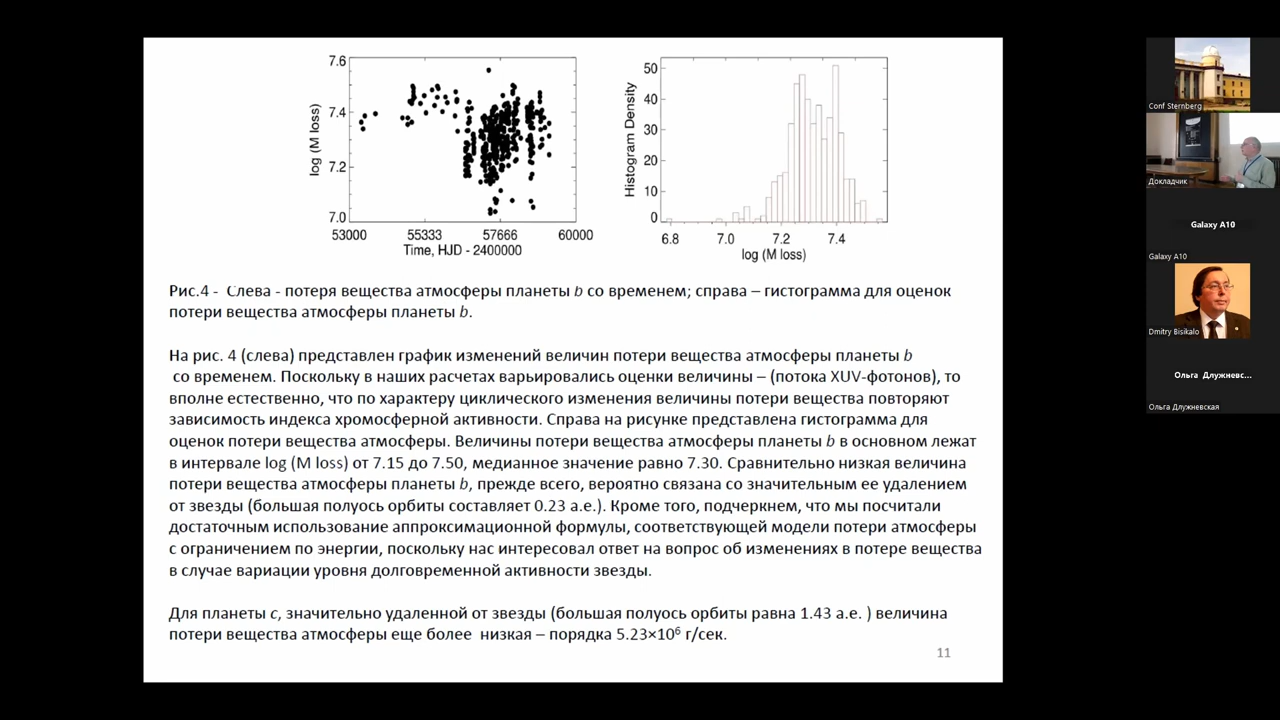 7.6
7.4
7.2
7.0
log (M loss)
53000 55333 57666 60000
Time, HJD - 2400000
50
40
30
20
10
0
Histogram Density
6.8 7.0 7.2 7.4
log (M loss)
Рис.4 - Слева - потеря вещества атмосферы планеты b со временем; справа – гистограмма для оценок
потери вещества атмосферы планеты b.
На рис. 4 (слева) представлен график изменений величин потери вещества атмосферы планеты b
со временем. Поскольку в наших расчетах варьировались оценки величины – (потока XUV-фотонов), то
вполне естественно, что по характеру циклического изменения величины потери вещества повторяют
зависимость индекса хромосферной активности. Справа на рисунке представлена гистограмма для
оценок потери вещества атмосферы. Величины потери вещества атмосферы планеты b в основном лежат
в интервале log (M loss) от 7.15 до 7.50, медианное значение равно 7.30. Сравнительно низкая величина
потери вещества атмосферы планеты b, прежде всего, вероятно связана со значительным ее удалением
от звезды (большая полуось орбиты составляет 0.23 а.е.). Кроме того, подчеркнем, что мы посчитали
достаточным использование аппроксимационной формулы, соответствующей модели потери атмосферы
с ограничением по энергии, поскольку нас интересовал ответ на вопрос об изменениях в потере вещества
в случае вариации уровня долговременной активности звезды.
Для планеты c, значительно удаленной от звезды (большая полуось орбиты равна 1.43 а.е. ) величина
потери вещества атмосферы еще более низкая – порядка 5.23×10⁶ г/сек.
11
Conf Sternberg
Докладчик
Galaxy A10
Galaxy A10
Dmitry Bisikalo
Ольга Длужневс...
Ольга Длужневская